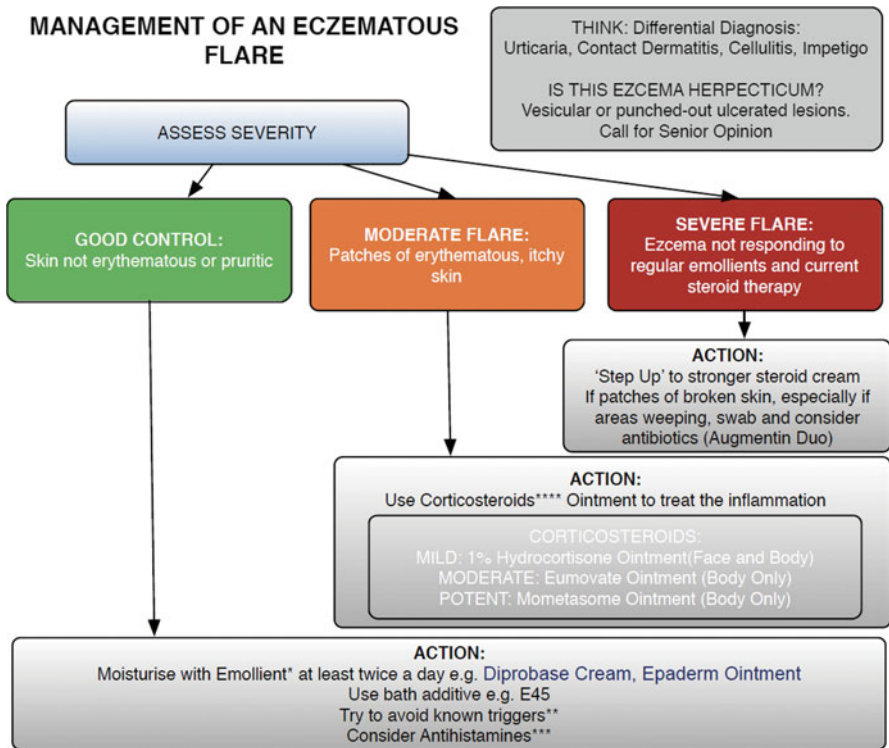 MANAGEMENT OF AN ECZEMATOUS
FLARE
THINK: Differential Diagnosis:
Urticaria, Contact Dermatitis, Cellulitis, Impetigo
IS THIS EZCEMA HERPECTICUM?
Vesicular or punched-out ulcerated lesions.
Call for Senior Opinion
ASSESS SEVERITY
GOOD CONTROL:
Skin not erythematous or pruritic
MODERATE FLARE:
Patches of erythematous, itchy
skin
SEVERE FLARE:
Ezcema not responding to
regular emollients and current
steroid therapy
ACTION:
‘Step Up’ to stronger steroid cream
If patches of broken skin, especially if
areas weeping, swab and consider
antibiotics (Augmentin Duo)
ACTION:
Use Corticosteroids**** Ointment to treat the inflammation
CORTICOSTEROIDS:
MILD: 1% Hydrocortisone Ointment(Face and Body)
MODERATE: Eumovate Ointment (Body Only)
POTENT: Mometasome Ointment (Body Only)
ACTION:
Moisturise with Emollient* at least twice a day e.g. Diprobase Cream, Epaderm Ointment
Use bath additive e.g. E45
Try to avoid known triggers**
Consider Antihistamines***